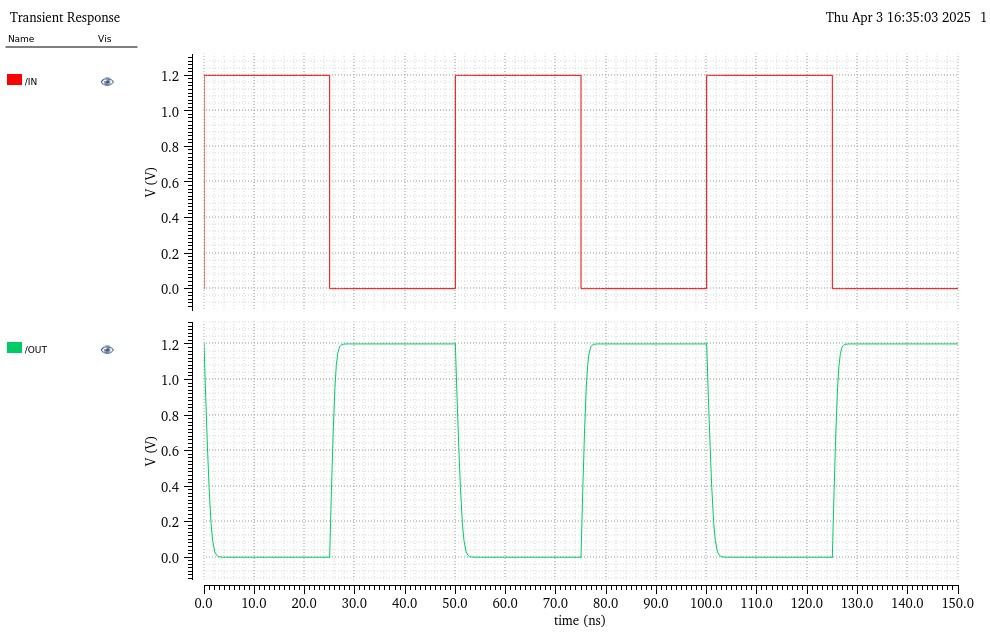 Transient Response
Thu Apr 3 16:35:03 2025 1
Name Vis
/IN
1.2
1.0
0.8
0.6
0.4
0.2
0.0
V (V)
/OUT
1.2
1.0
0.8
0.6
0.4
0.2
0.0
V (V)
0.0 10.0 20.0 30.0 40.0 50.0 60.0 70.0 80.0 90.0 100.0 110.0 120.0 130.0 140.0 150.0
time (ns)